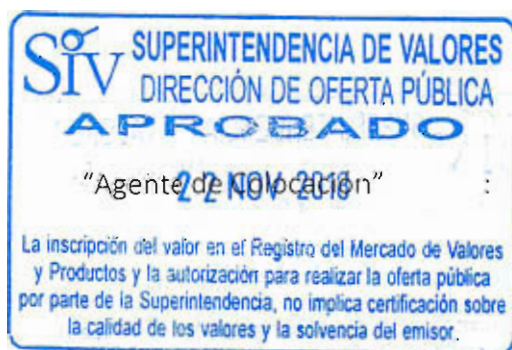 SIV SUPERINTENDENCIA DE VALORES
DIRECCIÓN DE OFERTA PÚBLICA
APROBADO
"Agente de Colocación" :
22 NOV
La inscripción del valor en el Registro del Mercado de Valores
y Productos y la autorización para realizar la oferta pública
por parte de la Superintendencia, no implica certificación sobre
la calidad de los valores y la solvencia del emisor.